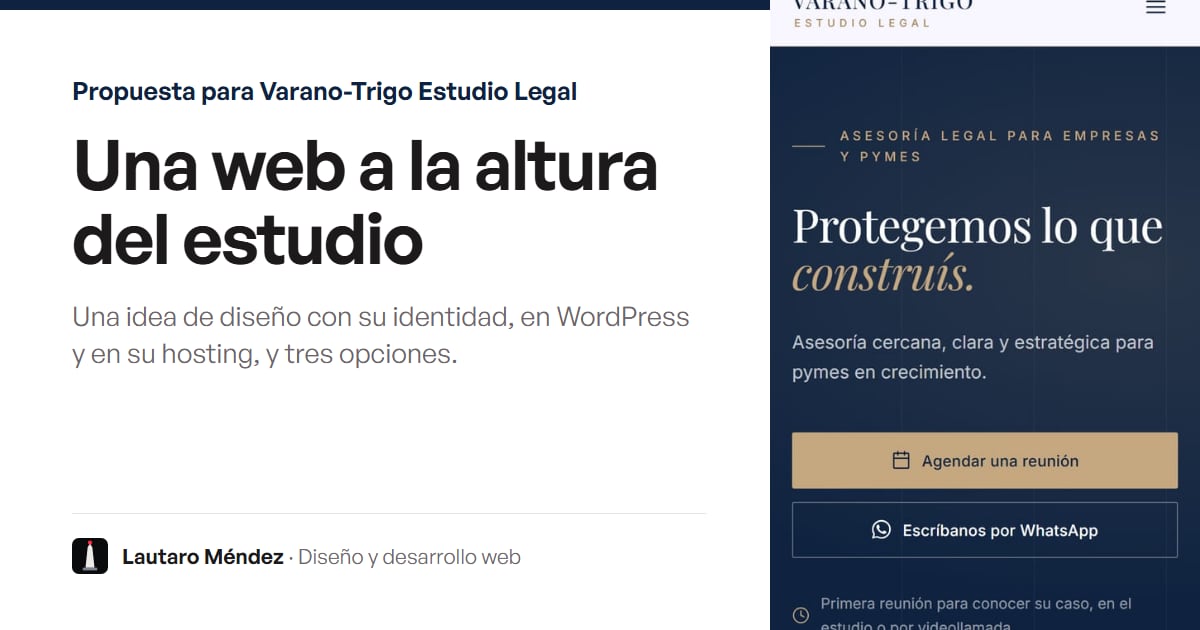 Propuesta para Varano-Trigo Estudio Legal
Una web a la altura
del estudio
Una idea de diseño con su identidad, en WordPress
y en su hosting, y tres opciones.
Lautaro Méndez · Diseño y desarrollo web
VARANO-TRIGO
ESTUDIO LEGAL
ASESORÍA LEGAL PARA EMPRESAS
Y PYMES
Protegemos lo que
construís.
Asesoría cercana, clara y estratégica para
pymes en crecimiento.
Agendar una reunión
Escríbanos por WhatsApp
Primera reunión para conocer su caso, en el
estudio o por videollamada